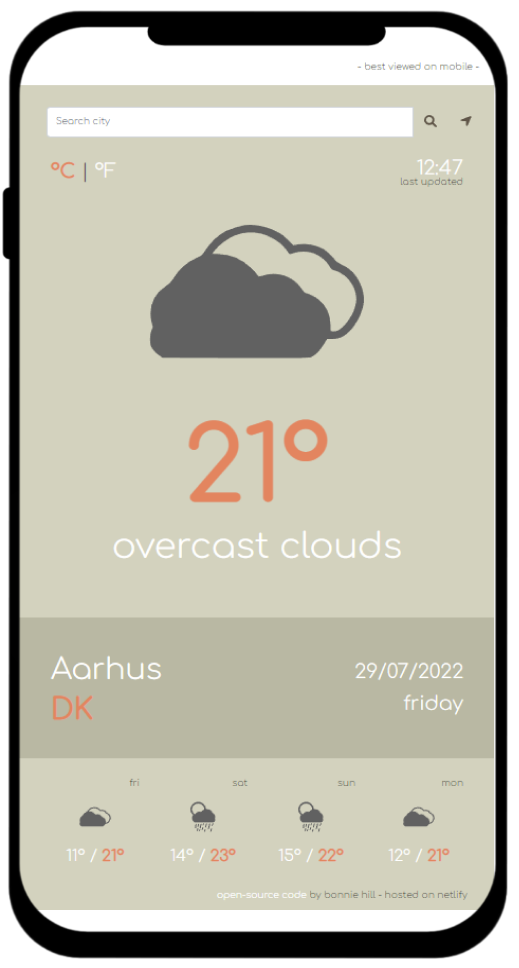 - best viewed on mobile -
Search city
°C | °F
12:47
last updated
21°
overcast clouds
Aarhus
29/07/2022
DK
friday
fri sat sun mon
11° / 21° 14° / 23° 15° / 22° 12° / 21°
open-source code by bonnie hill - hosted on netlify